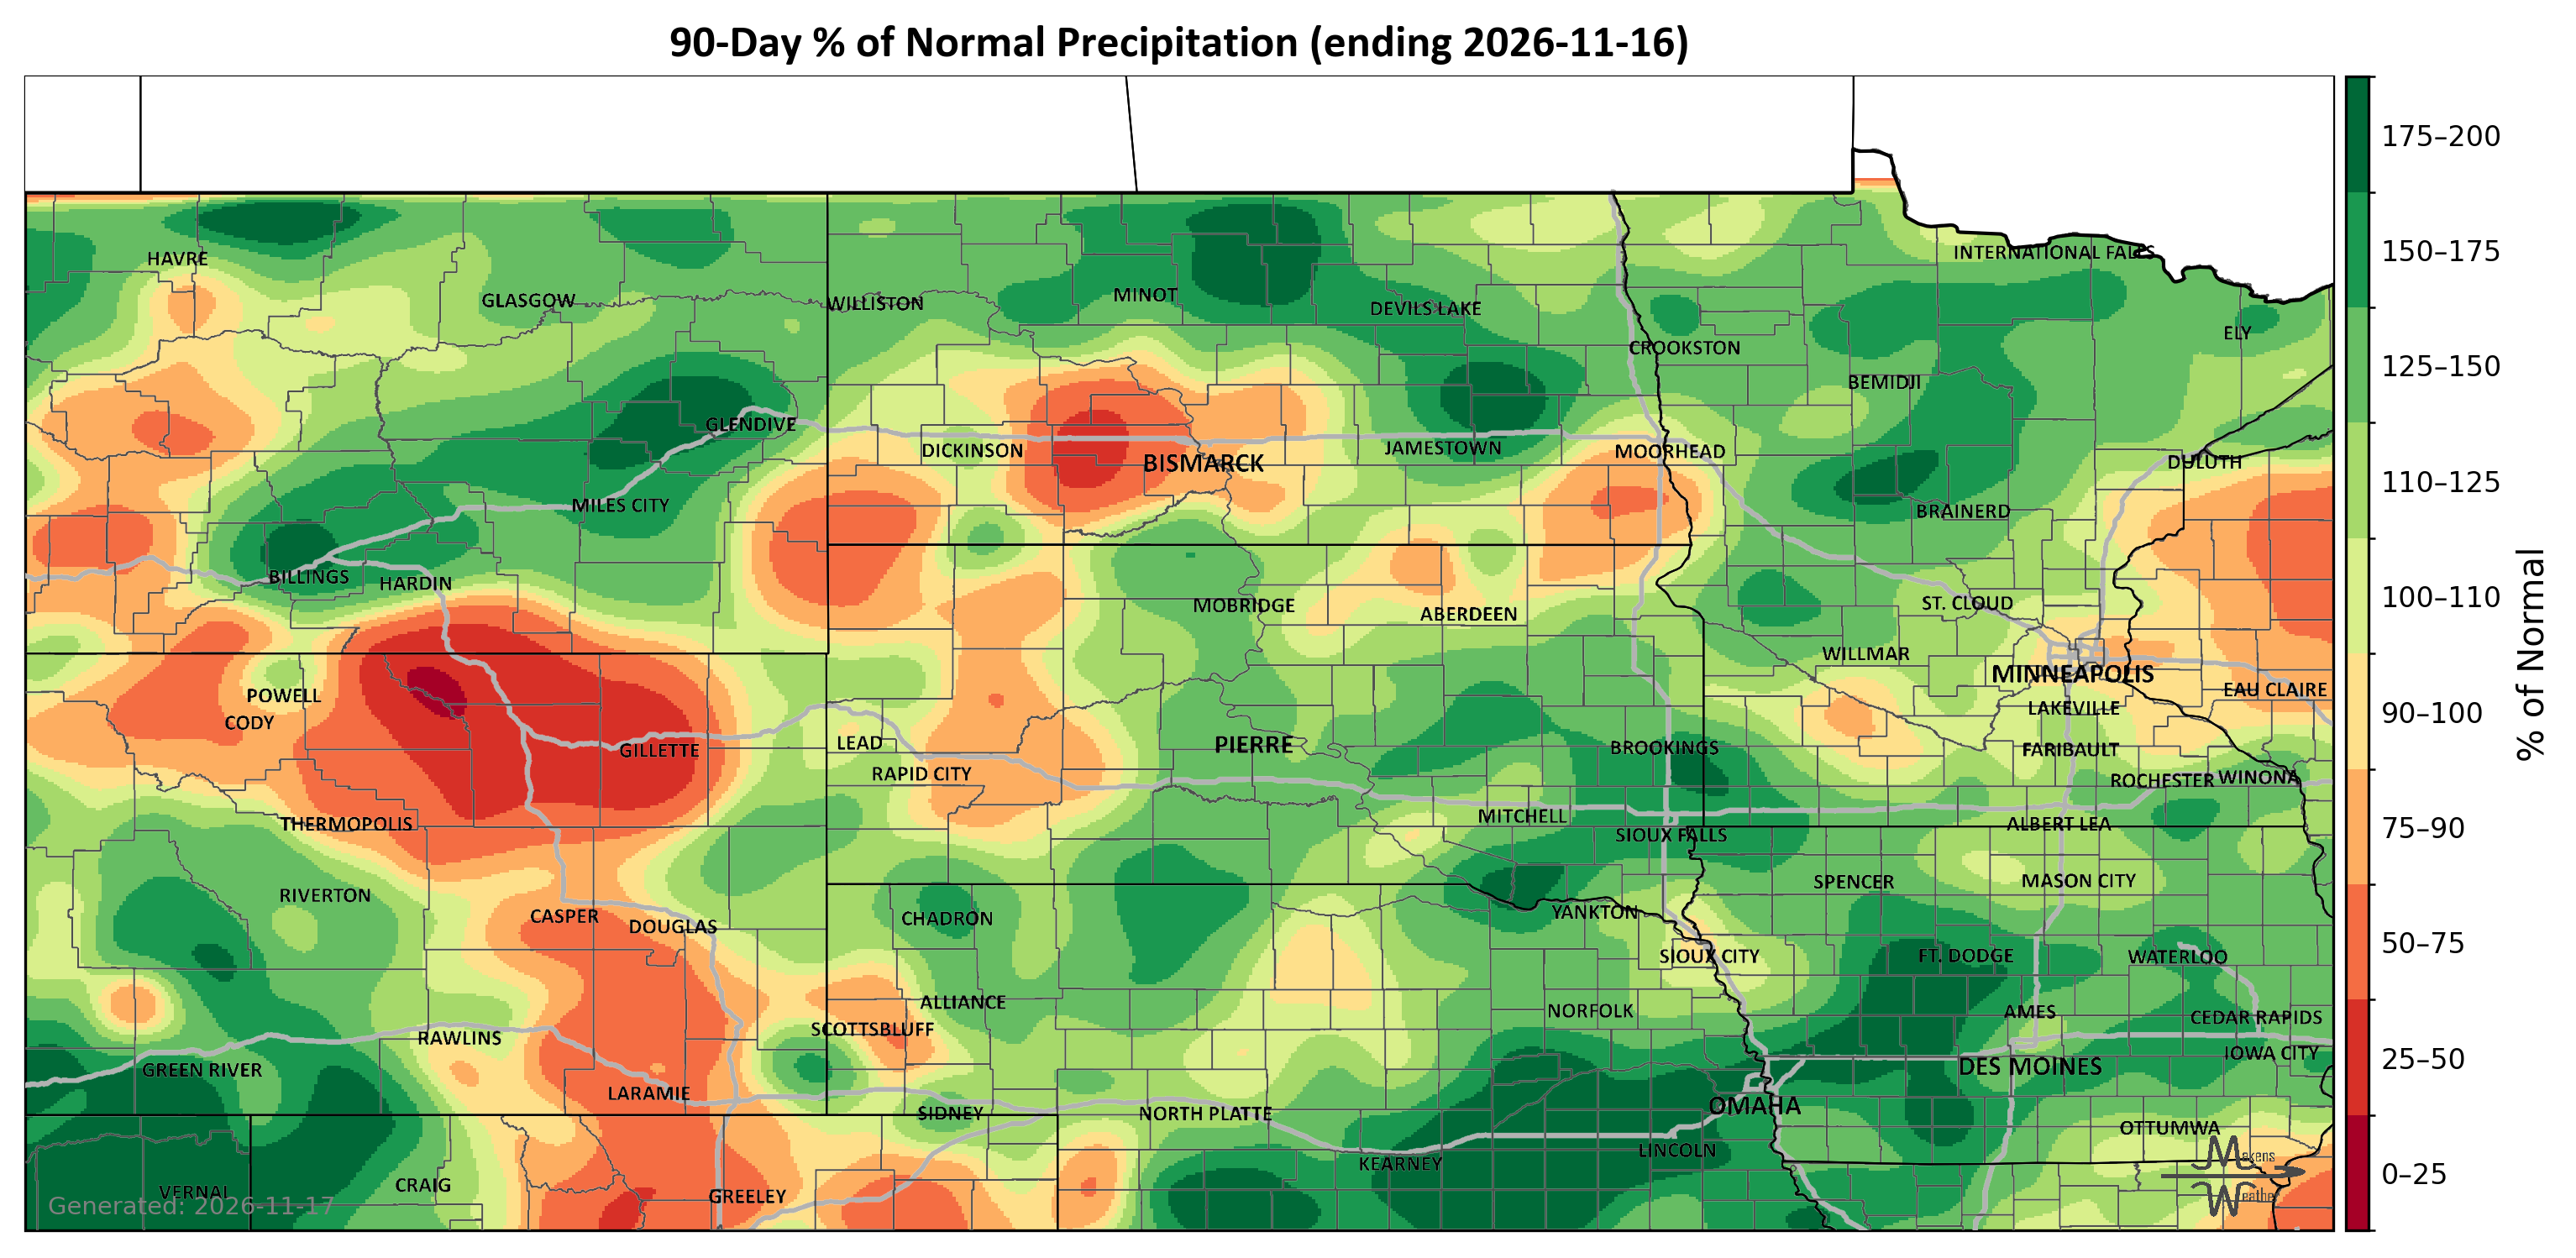 90-Day % of Normal Precipitation (ending 2026-11-16)
175–200
INTERNATIONAL FALLS
150–175
HAVRE
GLASGOW
WILLISTON
MINOT
DEVILS LAKE
ELY
CROOKSTON
125–150
BEMIDJI
GLENDIVE
DICKINSON
BISMARCK
JAMESTOWN
MOORHEAD
DULUTH
110–125
MILES CITY
BRAINERD
BILLINGS
HARDIN
MOBRIDGE
ABERDEEN
ST. CLOUD
100–110
WILLMAR
MINNEAPOLIS
EAU CLAIRE
POWELL
CODY
LAKEVILLE
90–100
% of Normal
GILLETTE
LEAD
RAPID CITY
PIERRE
BROOKINGS
FARIBAULT
ROCHESTER
WINONA
THERMOPOLIS
MITCHELL
SIOUX FALLS
ALBERT LEA
75–90
RIVERTON
SPENCER
MASON CITY
CASPER
DOUGLAS
CHADRON
YANKTON
SIOUX CITY
FT. DODGE
WATERLOO
50–75
ALLIANCE
NORFOLK
AMES
CEDAR RAPIDS
SCOTTSBLUFF
RAWLINS
GREEN RIVER
DES MOINES
IOWA CITY
25–50
LARAMIE
SIDNEY
NORTH PLATTE
OMAHA
OTTUMWA
LINCOLN
KEARNEY
Makens
Weather
0–25
VERNAL
CRAIG
GREELEY
Generated: 2026-11-17